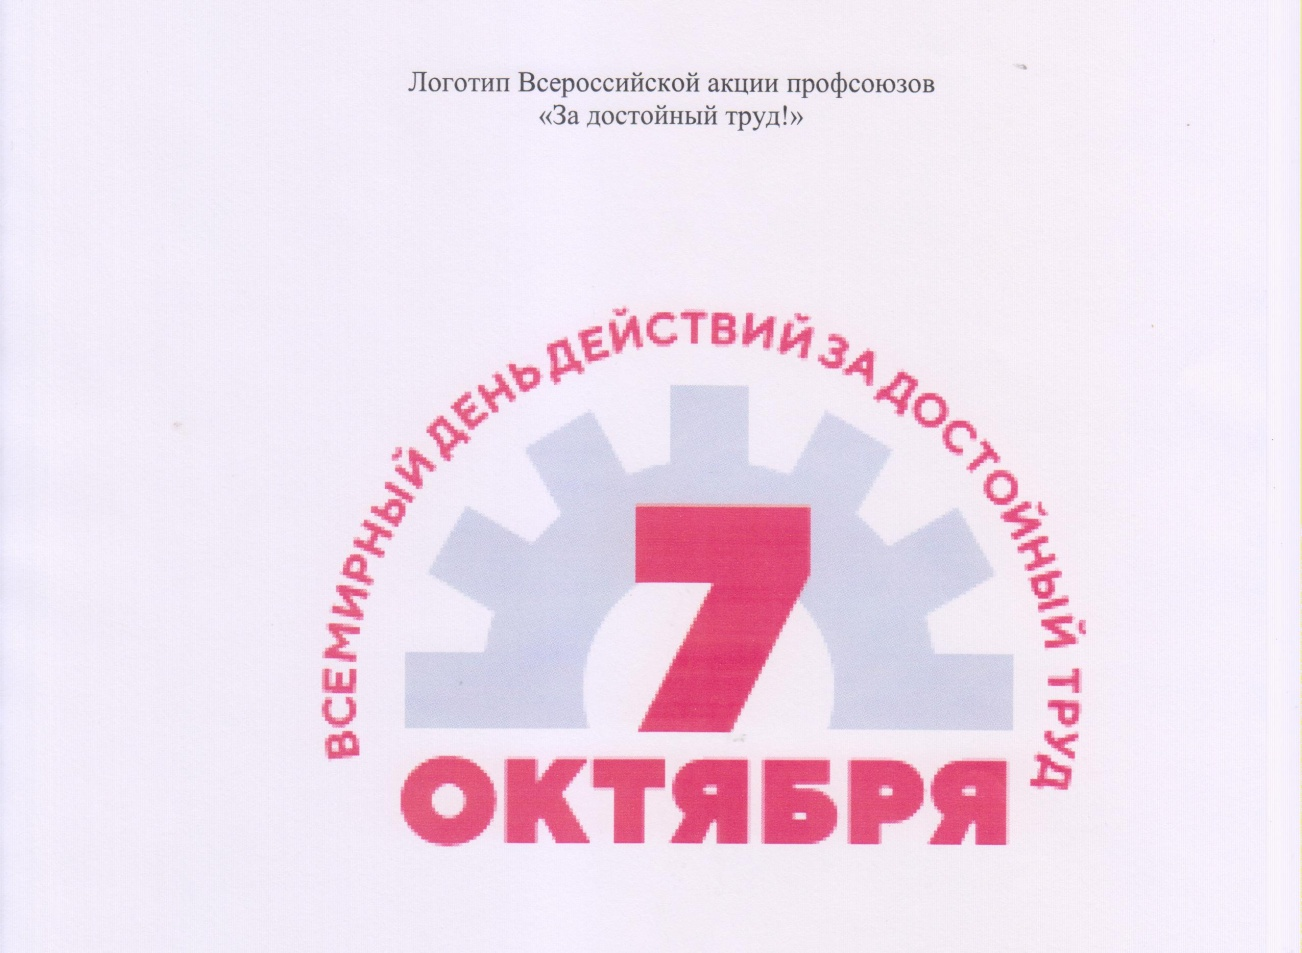 Логотип Всероссийской акции профсоюзов
«За достойный труд!»
ВСЕМИРНЫЙ ДЕНЬ ДЕЙСТВИЙ ЗА ДОСТОЙНЫЙ ТРУД
7
ОКТЯБРЯ